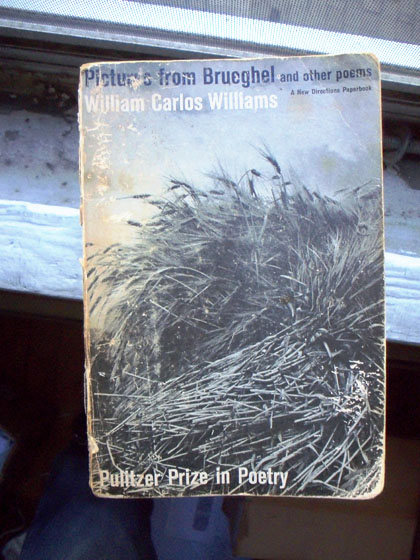 Pictures from Brueghel and other poems
William Carlos Williams
A New Directions Paperbook
Pulitzer Prize in Poetry